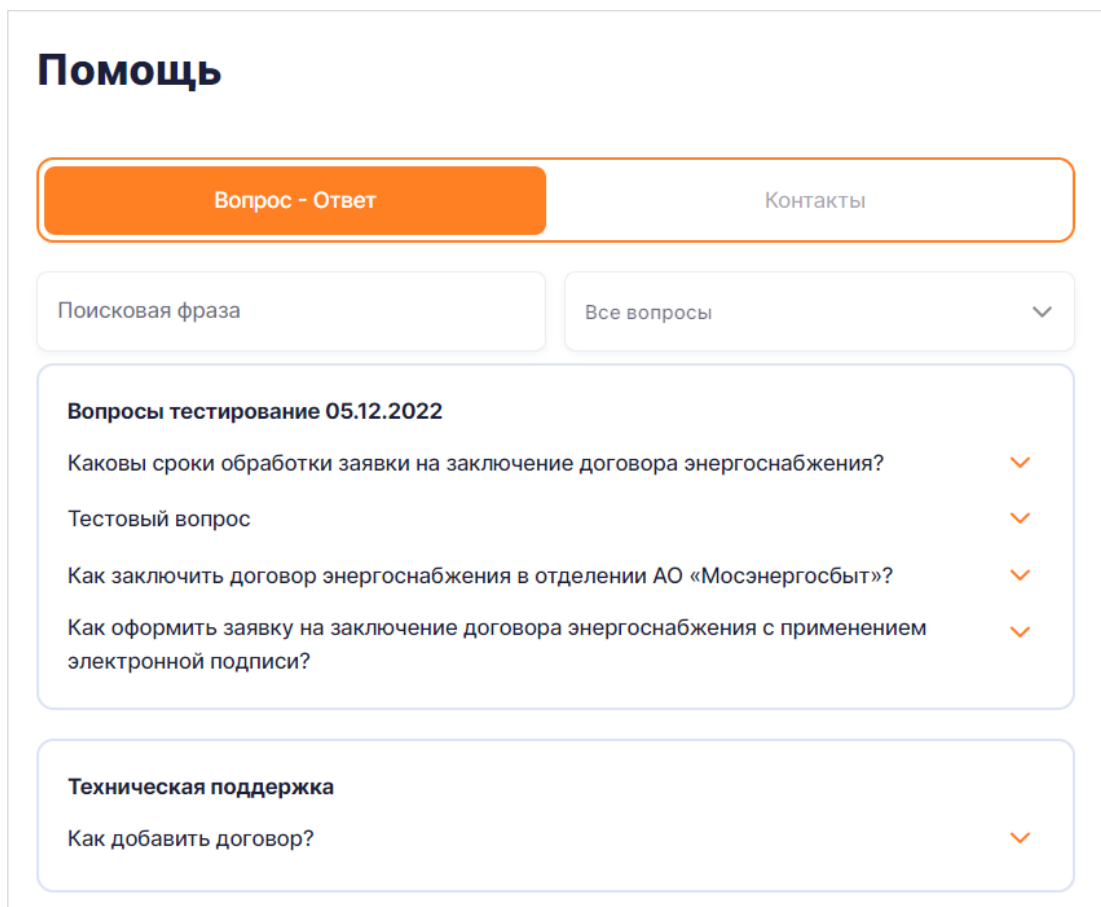 Помощь
Вопрос - Ответ
Контакты
Поисковая фраза
Все вопросы
Вопросы тестирование 05.12.2022
Каковы сроки обработки заявки на заключение договора энергоснабжения?
Тестовый вопрос
Как заключить договор энергоснабжения в отделении АО «Мосэнергосбыт»?
Как оформить заявку на заключение договора энергоснабжения с применением
электронной подписи?
Техническая поддержка
Как добавить договор?